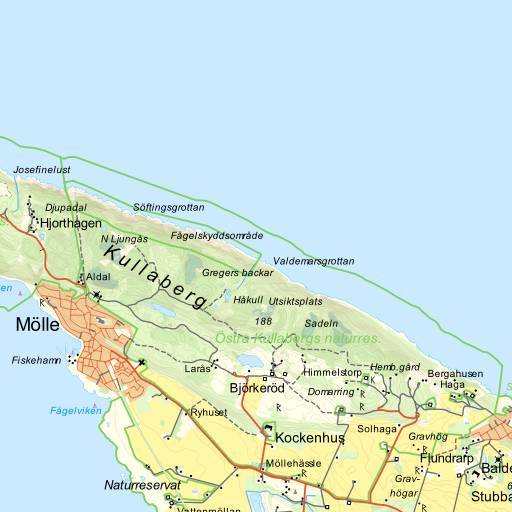 Josefinelust
Djupadal
Söftingsgrottan
Hjorthagen
N Ljungås
Fågelskyddsområde
Kullaberg
Valdemarsgrottan
Gregers backar
Aldal
Håkull
Utsiktsplats
188
Sadeln
Mölle
Östra Kullabergs naturres.
Fiskehamn
Larås
Himmelstorp
Hemb.gård
Bergahusen
Björkeröd
Domarring
Haga
R
Fågelviken
Ryhuset
Solhaga
Gravhög
Kockenhus
Möllehässle
Fjundrarp
Balde
Grav-
högar
Naturreservat
Stubba
Vattenmöllan